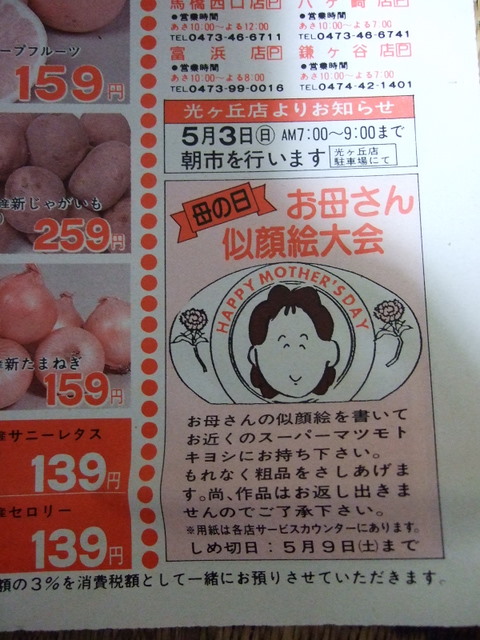 馬橋西口店P
●営業時間
あさ10:00〜よる12:00
TEL0473-46-6711
八ヶ崎店P
●営業時間
あさ10:00〜よる7:00
TEL0473-46-6741
富浜店P
●営業時間
あさ10:00〜よる8:00
TEL0473-99-0016
鎌ヶ谷店P
●営業時間
あさ10:00〜よる7:00
TEL0474-42-1401
光ヶ丘店よりお知らせ
5月3日(日)AM7:00〜9:00まで
朝市を行います
光ヶ丘店
駐車場にて
母の日
お母さん
似顔絵大会
HAPPY MOTHER'S DAY
お母さんの似顔絵を書いて
お近くのスーパーマツモト
キヨシにお持ち下さい。
もれなく粗品をさしあげま
す。尚、作品はお返し出きま
せんのでご了承下さい。
※用紙は各店サービスカウンターにあります。
しめ切日:5月9日(土)まで
ープフルーツ
159円
新じゃがいも
259円
新たまねぎ
159円
サニーレタス
139円
セロリー
139円
額の3%を消費税額として一緒にお預りさせていただきます。